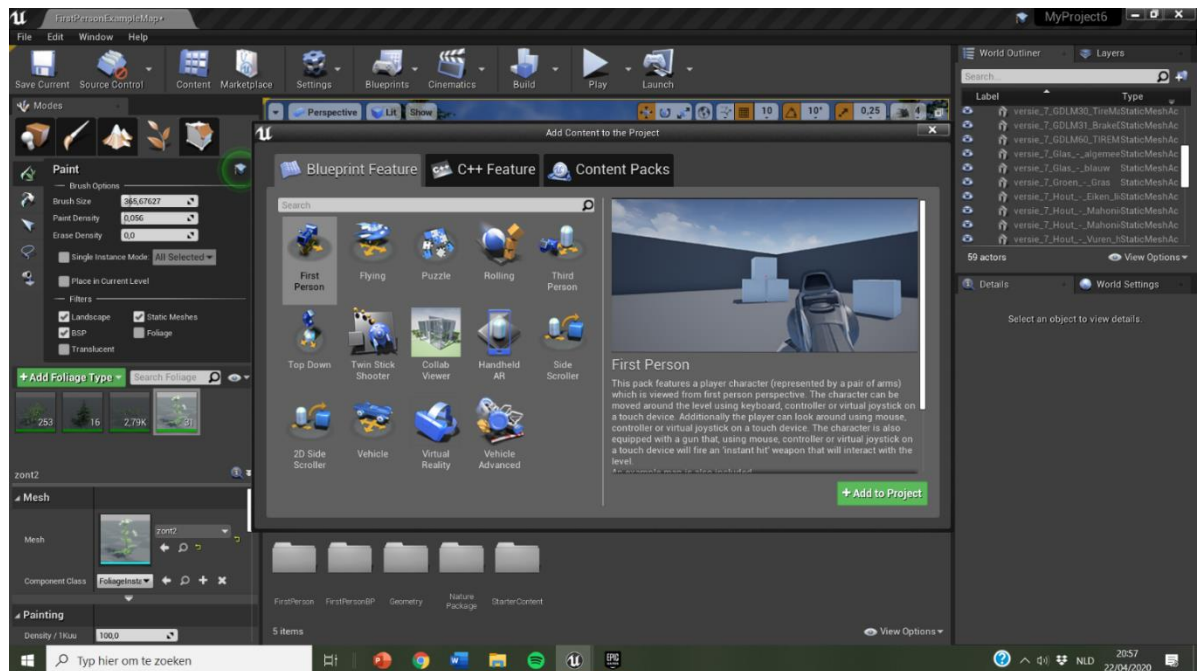 FirstPersonExampleMap*
MyProject6
File Edit Window Help
Save Current Source Control Content Marketplace Settings Blueprints Cinematics Build Play Launch
World Outliner Layers
Search...
Label Type
versie_7_GDLM30_TireMaStaticMeshAc
versie_7_GDLM31_BrakeDStaticMeshAc
versie_7_GDLM60_TIREMStaticMeshAc
versie_7_Glas_-_algemeeStaticMeshAc
versie_7_Glas_-_blauw StaticMeshAc
versie_7_Groen_-_Gras StaticMeshAc
versie_7_Hout_-_Eiken_liStaticMeshAc
versie_7_Hout_-_MahoniStaticMeshAc
versie_7_Hout_-_MahoniStaticMeshAc
versie_7_Hout_-_Vuren_hStaticMeshAc
59 actors View Options
Details World Settings
Select an object to view details.
Modes
Perspective Lit Show 10 10° 0,25 4
Paint
Brush Options
Brush Size 365,67627
Paint Density 0,056
Erase Density 0,0
Single Instance Mode: All Selected
Place in Current Level
Filters
Landscape Static Meshes
BSP Foliage
Translucent
+Add Foliage Type Search Foliage
253 16 2,79K 31
zont2
Mesh
Mesh zont2
Component Class FoliageInsta
Painting
Density / 1Kuu 100,0
Add Content to the Project
Blueprint Feature C++ Feature Content Packs
Search
First Person
Flying
Puzzle
Rolling
Third Person
Top Down
Twin Stick Shooter
Collab Viewer
Handheld AR
Side Scroller
2D Side Scroller
Vehicle
Virtual Reality
Vehicle Advanced
First Person
This pack features a player character (represented by a pair of arms)
which is viewed from first person perspective. The character can be
moved around the level using keyboard, controller or virtual joystick on
a touch device. Additionally the player can look around using mouse,
controller or virtual joystick on a touch device. The character is also
equipped with a gun that, using mouse, controller or virtual joystick on
a touch device will fire an 'instant hit' weapon that will interact with the
level.
An example map is also included
+ Add to Project
FirstPerson FirstPersonBP Geometry Nature Package StarterContent
5 items View Options
Typ hier om te zoeken
EPIC GAMES
NLD
20:57
22/04/2020